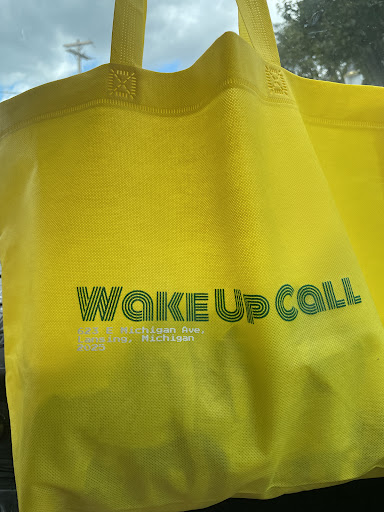 WAKE UP CALL
E Michigan Ave.
Lansing, Michigan
2025